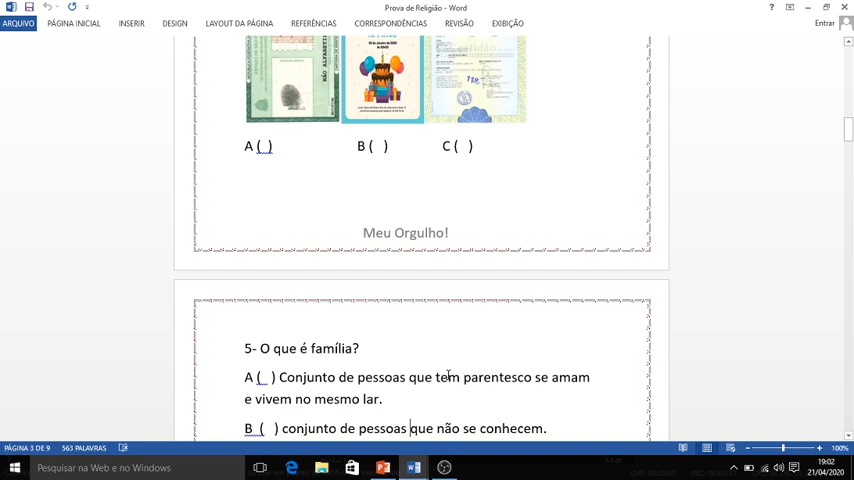 Prova de Religião - Word
ARQUIVO PÁGINA INICIAL INSERIR DESIGN LAYOUT DA PÁGINA REFERÊNCIAS CORRESPONDÊNCIAS REVISÃO EXIBIÇÃO Entrar
NÃO ALFABETI
A ( ) B ( ) C ( )
Meu Orgulho!
5- O que é família?
A ( ) Conjunto de pessoas que tem parentesco se amam
e vivem no mesmo lar.
B ( ) conjunto de pessoas que não se conhecem.
PÁGINA 3 DE 9 563 PALAVRAS 100%
Pesquisar na Web e no Windows
19:02
21/04/2020